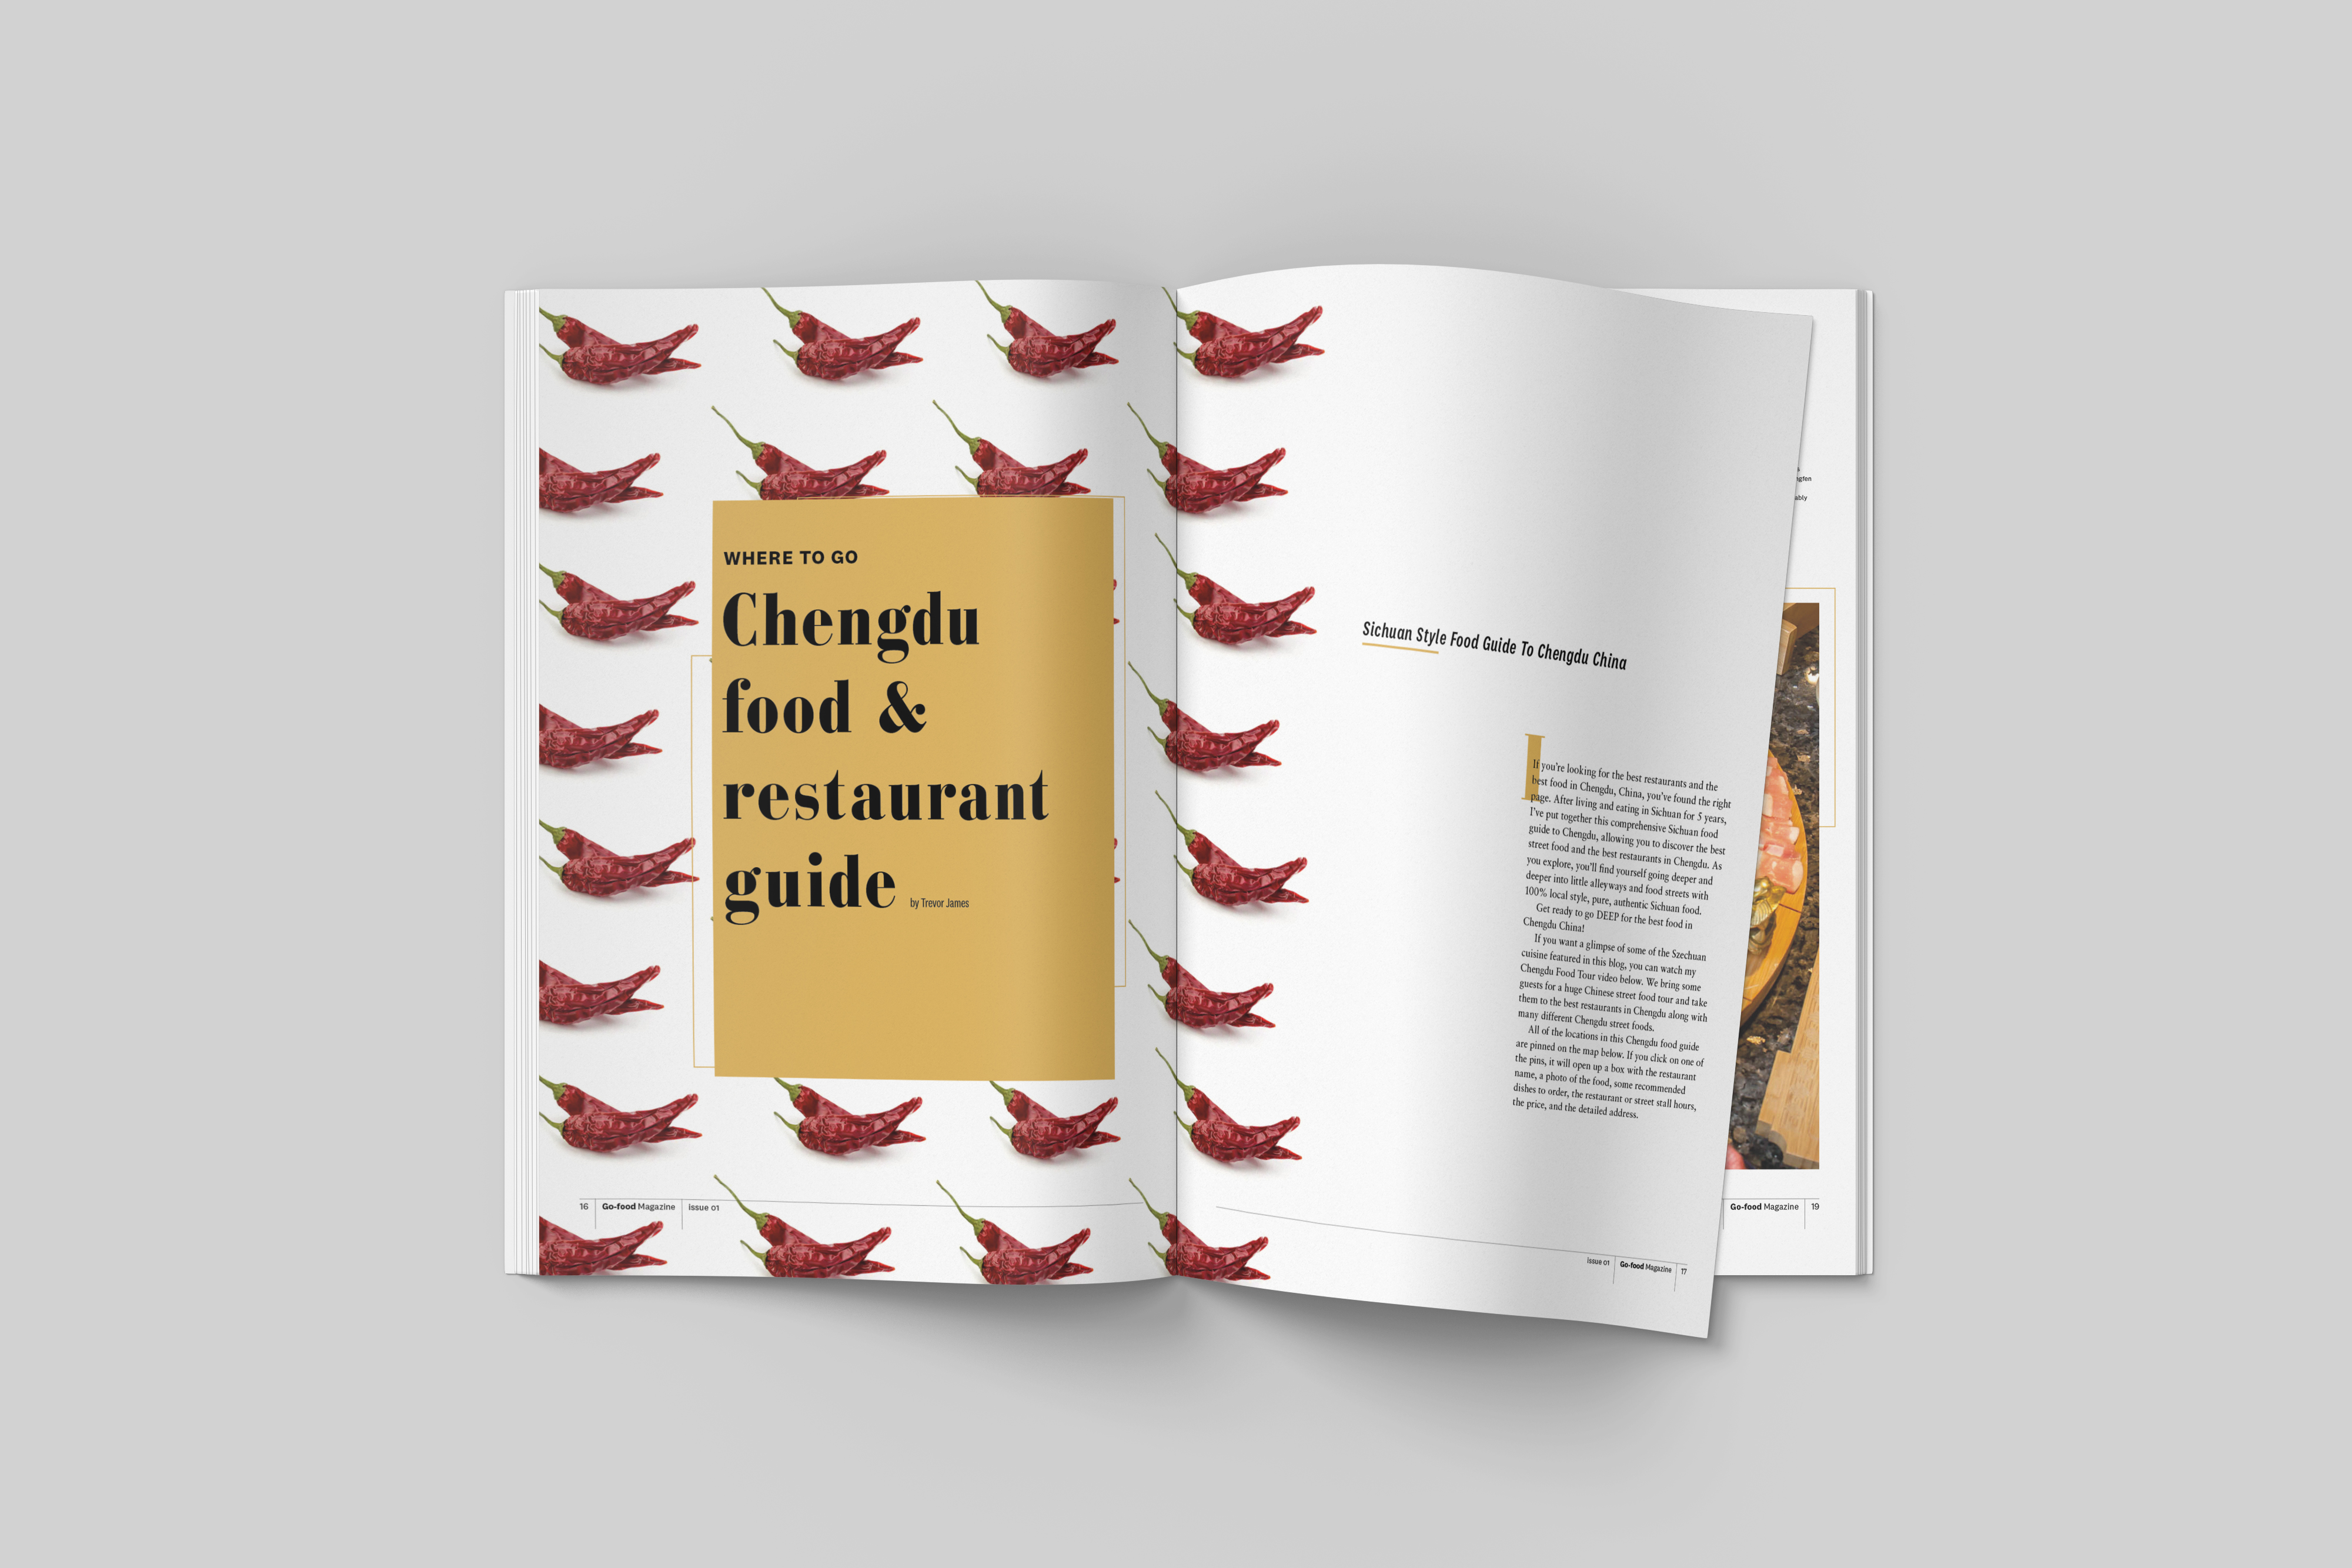 WHERE TO GO
Chengdu
food &
restaurant
guide by Trevor James
16 Go-food Magazine issue 01
Sichuan Style Food Guide To Chengdu China
I
If you're looking for the best restaurants and the
best food in Chengdu, China, you've found the right
page. After living and eating in Sichuan for 5 years,
I've put together this comprehensive Sichuan food
guide to Chengdu, allowing you to discover the best
street food and the best restaurants in Chengdu. As
you explore, you'll find yourself going deeper and
deeper into little alleyways and food streets with
100% local style, pure, authentic Sichuan food.
Get ready to go DEEP for the best food in
Chengdu China!
If you want a glimpse of some of the Szechuan
cuisine featured in this blog, you can watch my
Chengdu Food Tour video below. We bring some
guests for a huge Chinese street food tour and take
them to the best restaurants in Chengdu along with
many different Chengdu street foods.
All of the locations in this Chengdu food guide
are pinned on the map below. If you click on one of
the pins, it will open up a box with the restaurant
name, a photo of the food, some recommended
dishes to order, the restaurant or street stall hours,
the price, and the detailed address.
issue 01 Go-food Magazine 17
ably
Go-food Magazine 19